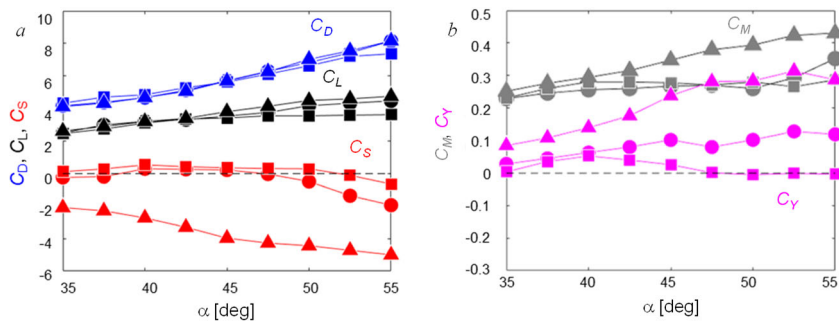 a
10
8
6
4
2
0
-2
-4
-6
C_D, C_L, C_S
C_D
C_L
C_S
35 40 45 50 55
α [deg]
b
0.5
0.4
0.3
0.2
0.1
0
-0.1
-0.2
-0.3
C_M, C_Y
C_M
C_Y
35 40 45 50 55
α [deg]